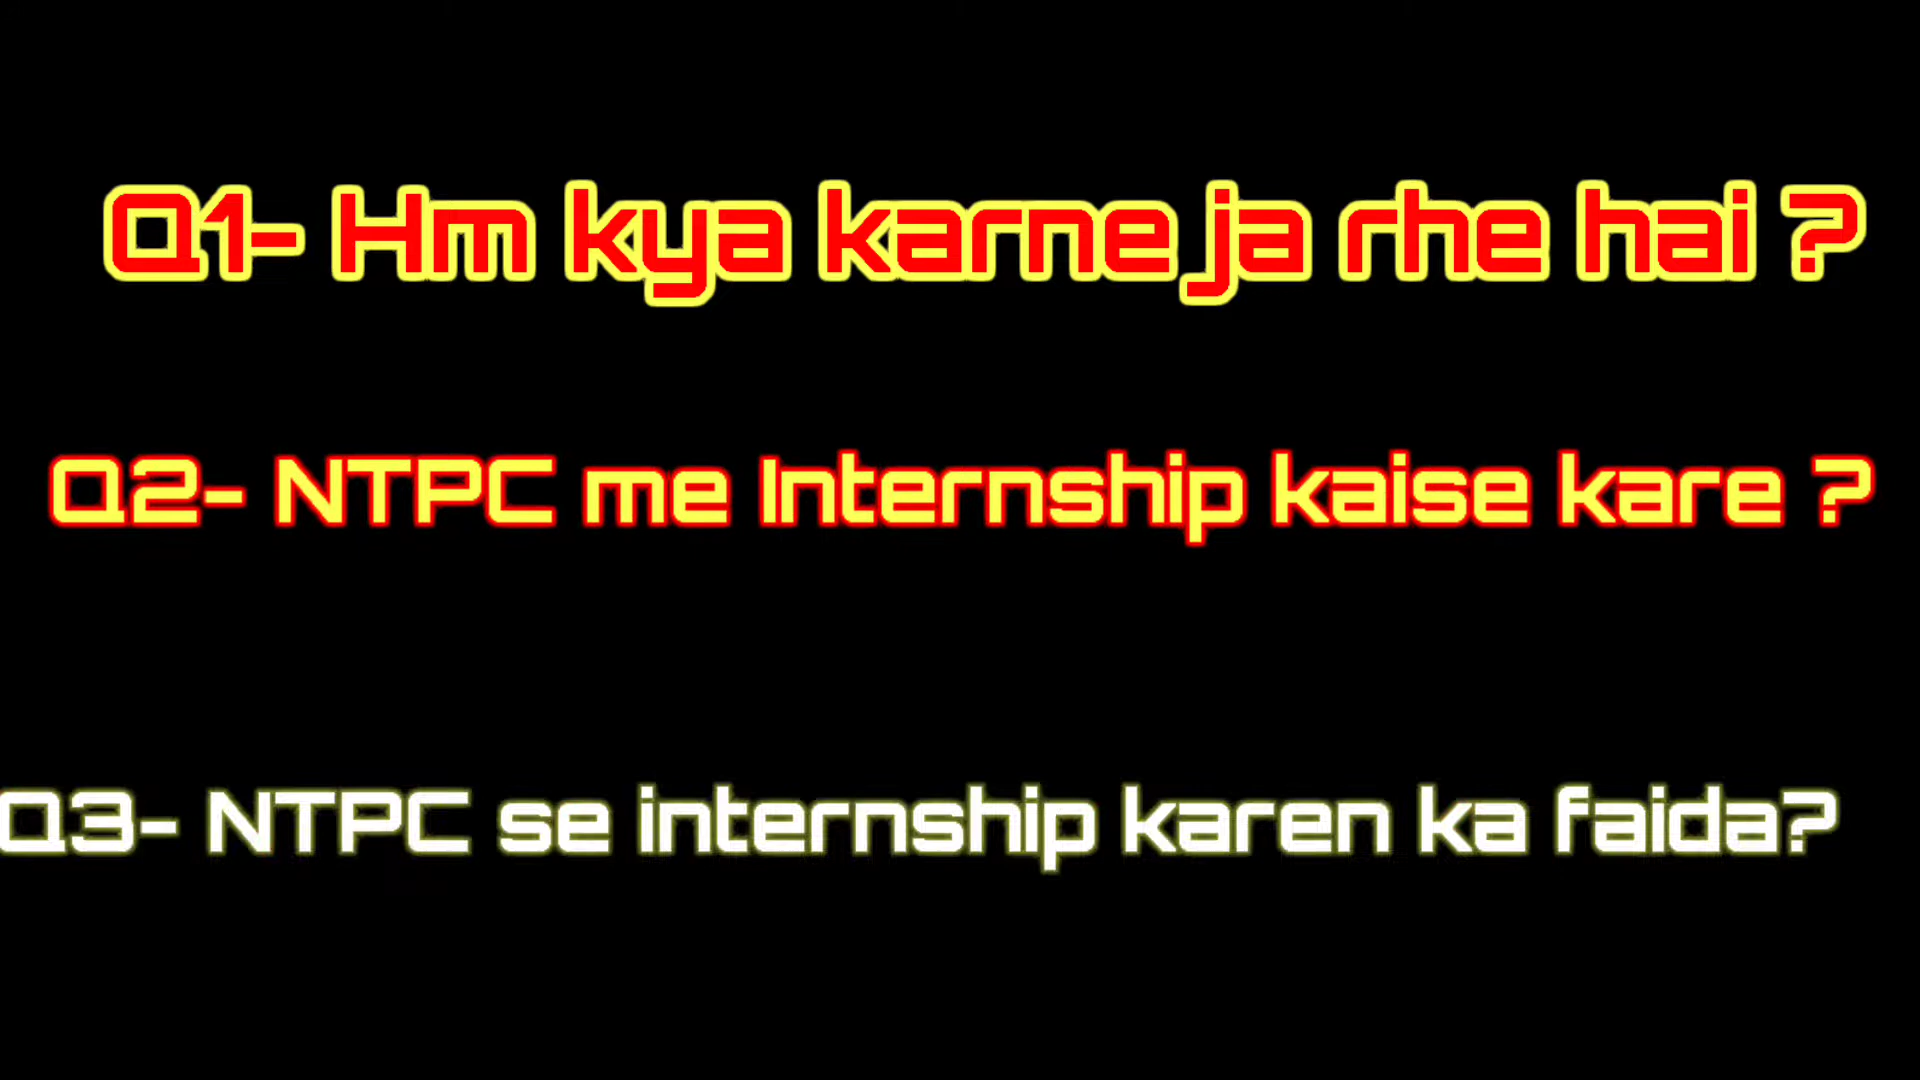 Q1- Hm kya karne ja rhe hai ?
Q2- NTPC me Internship kaise kare ?
Q3- NTPC se internship karen ka faida?